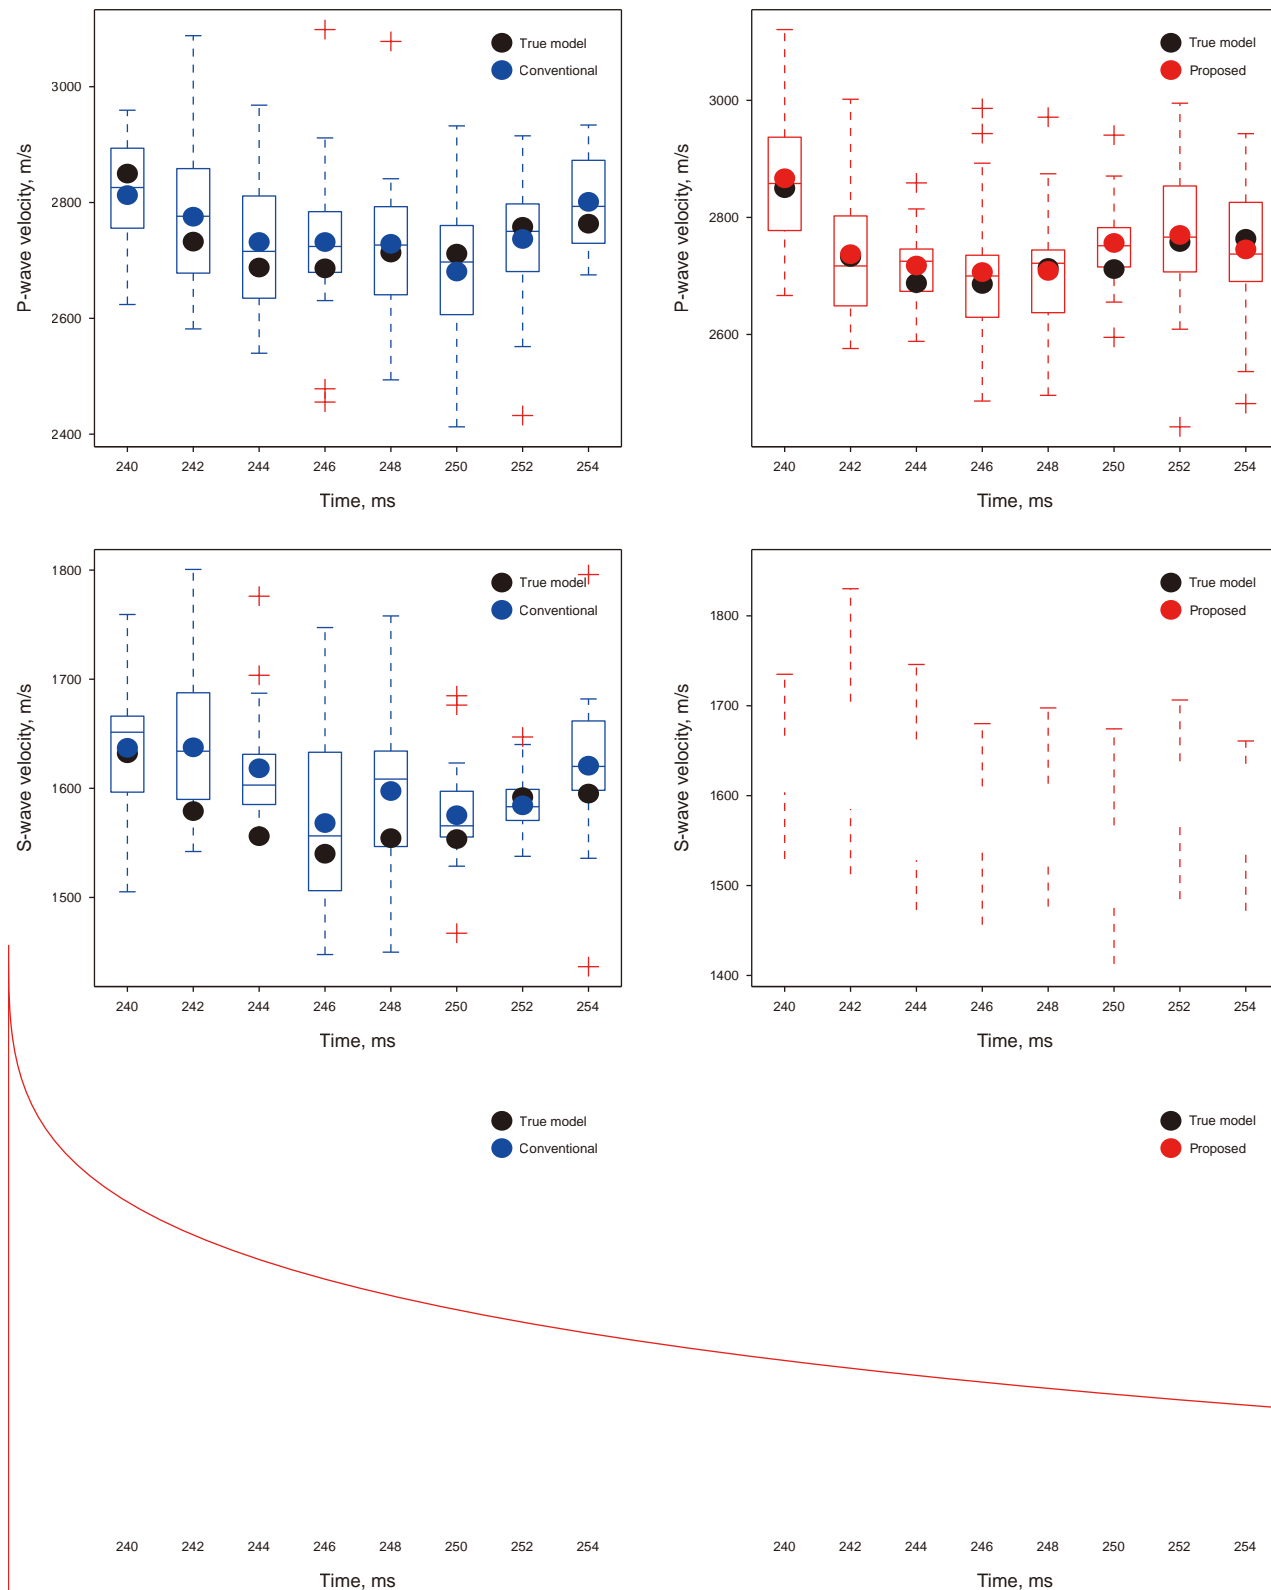 True model
Conventional
3000
2800
2600
2400
P-wave velocity, m/s
240 242 244 246 248 250 252 254
Time, ms
True model
Proposed
3000
2800
2600
P-wave velocity, m/s
240 242 244 246 248 250 252 254
Time, ms
True model
Conventional
1800
1700
1600
1500
S-wave velocity, m/s
240 242 244 246 248 250 252 254
Time, ms
True model
Proposed
1800
1700
1600
1500
1400
S-wave velocity, m/s
240 242 244 246 248 250 252 254
Time, ms
True model
Conventional
240 242 244 246 248 250 252 254
Time, ms
True model
Proposed
240 242 244 246 248 250 252 254
Time, ms